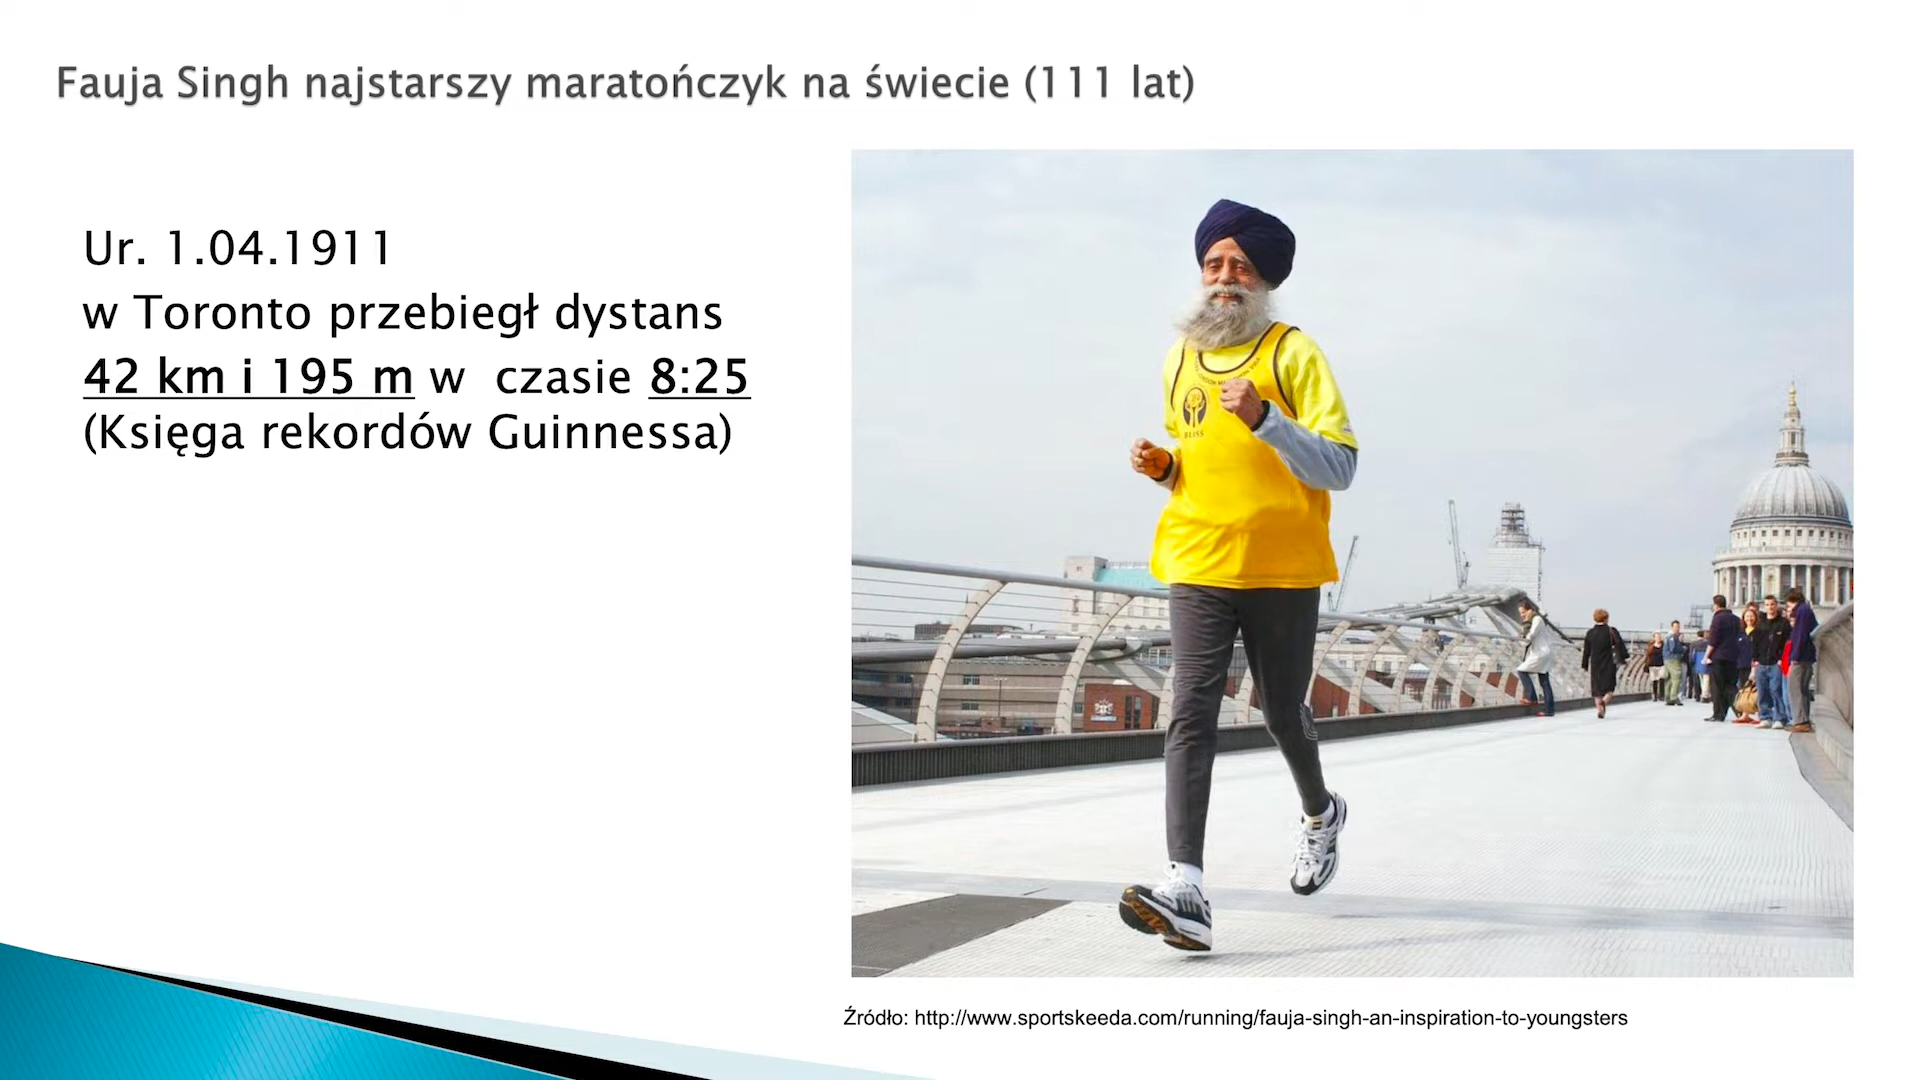 Fauja Singh najstarszy maratończyk na świecie (111 lat)
Ur. 1.04.1911
w Toronto przebiegł dystans
42 km i 195 m w  czasie 8:25
(Księga rekordów Guinnessa)
BLISS
Źródło: http://www.sportskeeda.com/running/fauja-singh-an-inspiration-to-youngsters